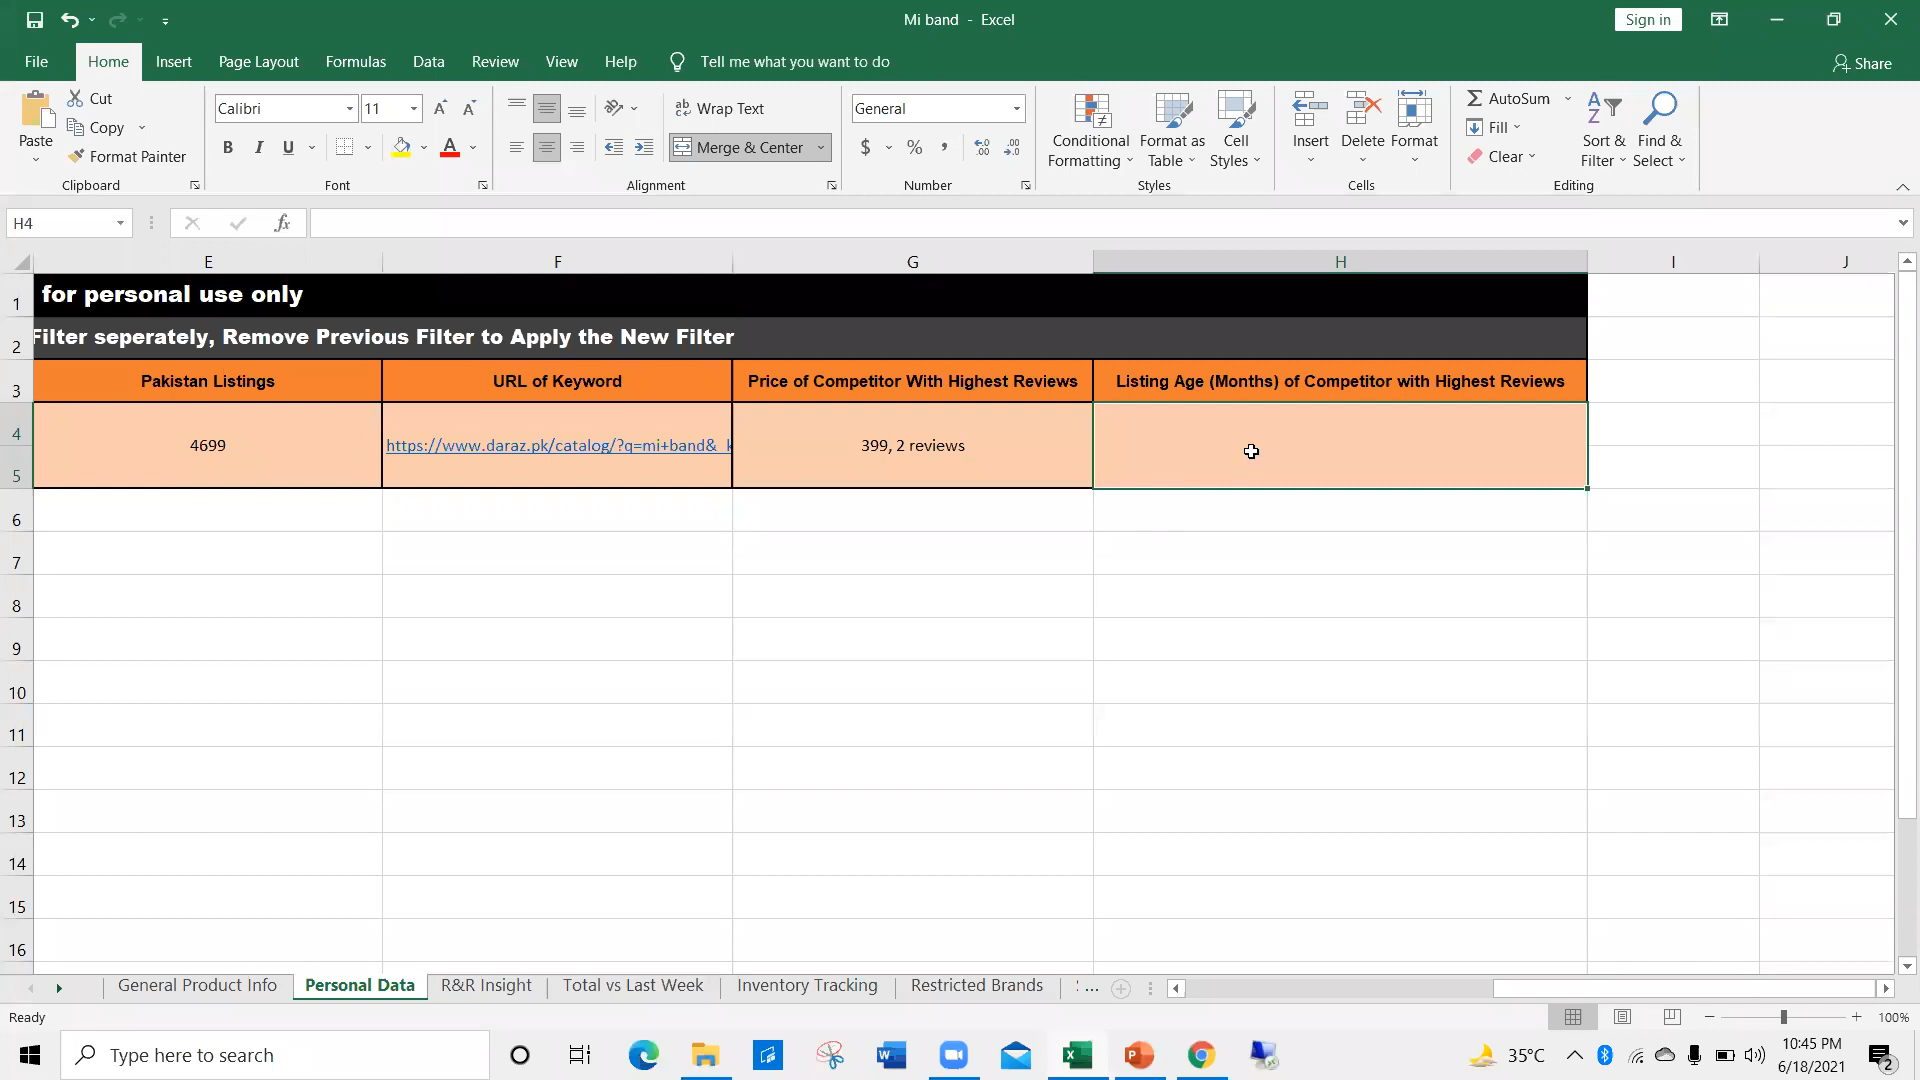 Mi band - Excel
Sign in
File Home Insert Page Layout Formulas Data Review View Help Tell me what you want to do
Share
Paste
Cut
Copy
Format Painter
Clipboard
Calibri 11
B I U
Font
Wrap Text
Merge & Center
Alignment
General
$ % ,
Number
Conditional Formatting
Format as Table
Cell Styles
Styles
Insert
Delete
Format
Cells
AutoSum
Fill
Clear
Sort & Filter
Find & Select
Editing
H4
fx
E F G H I J
1 for personal use only
2 Filter seperately, Remove Previous Filter to Apply the New Filter
3 Pakistan Listings URL of Keyword Price of Competitor With Highest Reviews Listing Age (Months) of Competitor with Highest Reviews
4
4699 https://www.daraz.pk/catalog/?q=mi+band&_k 399, 2 reviews
5
6
7
8
9
10
11
12
13
14
15
16
General Product Info Personal Data R&R Insight Total vs Last Week Inventory Tracking Restricted Brands ...
Ready
100%
Type here to search
35°C
10:45 PM
6/18/2021
2